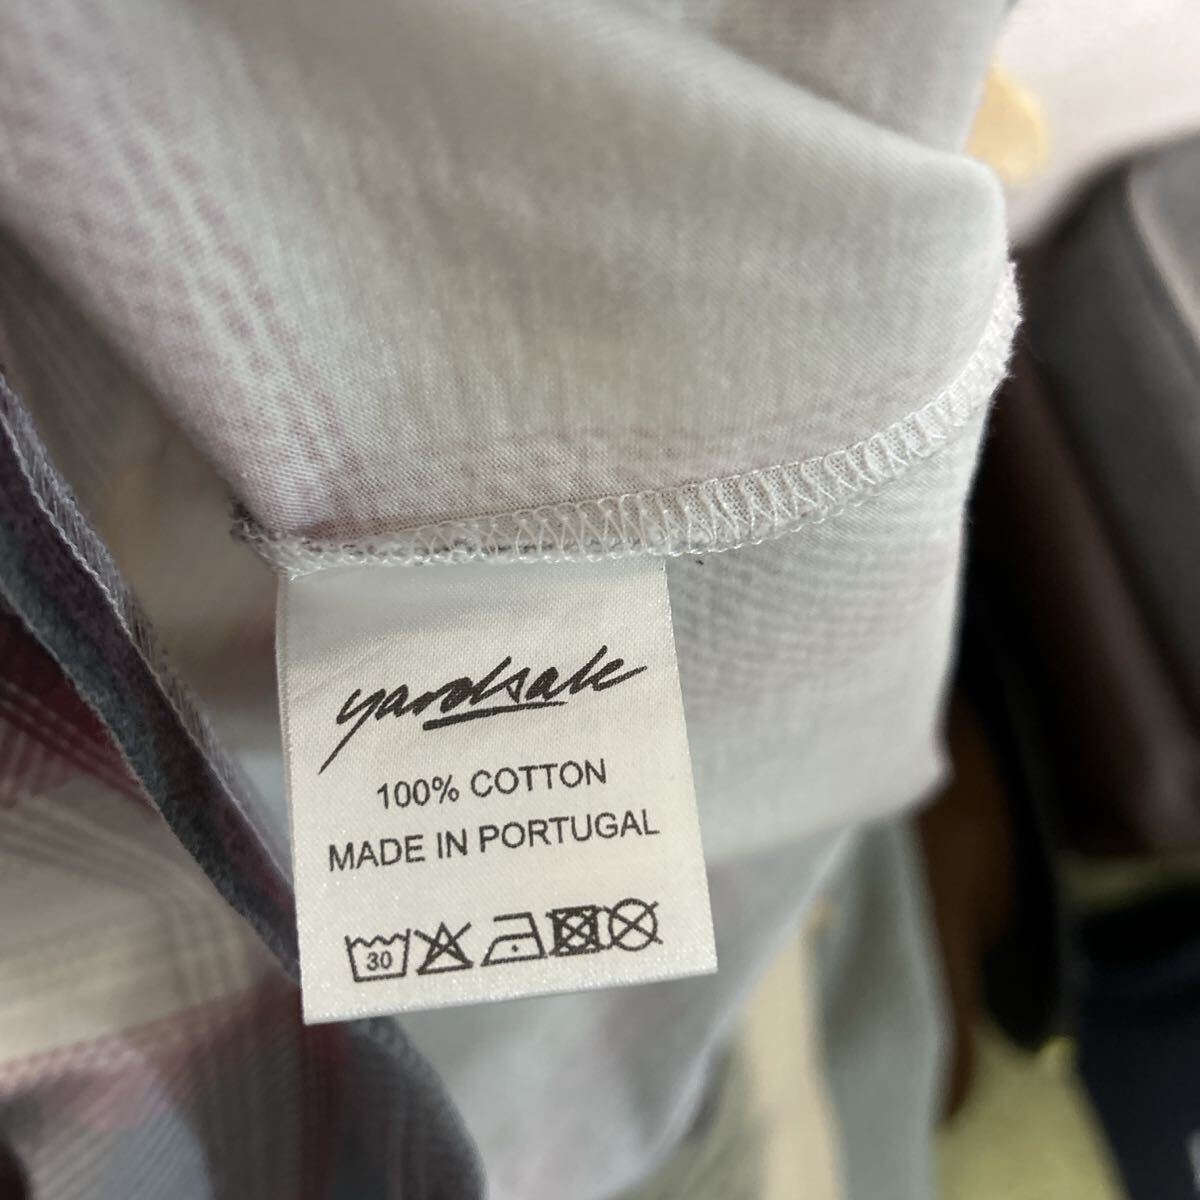 yardsale
100% COTTON
MADE IN PORTUGAL
30